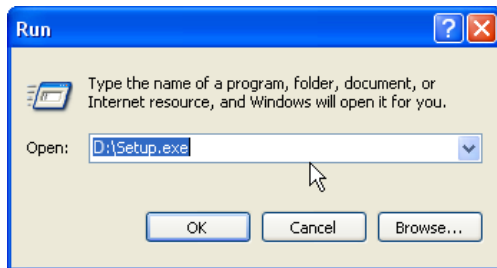 Run
Type the name of a program, folder, document, or
Internet resource, and Windows will open it for you.
Open: D:\Setup.exe
OK Cancel Browse...